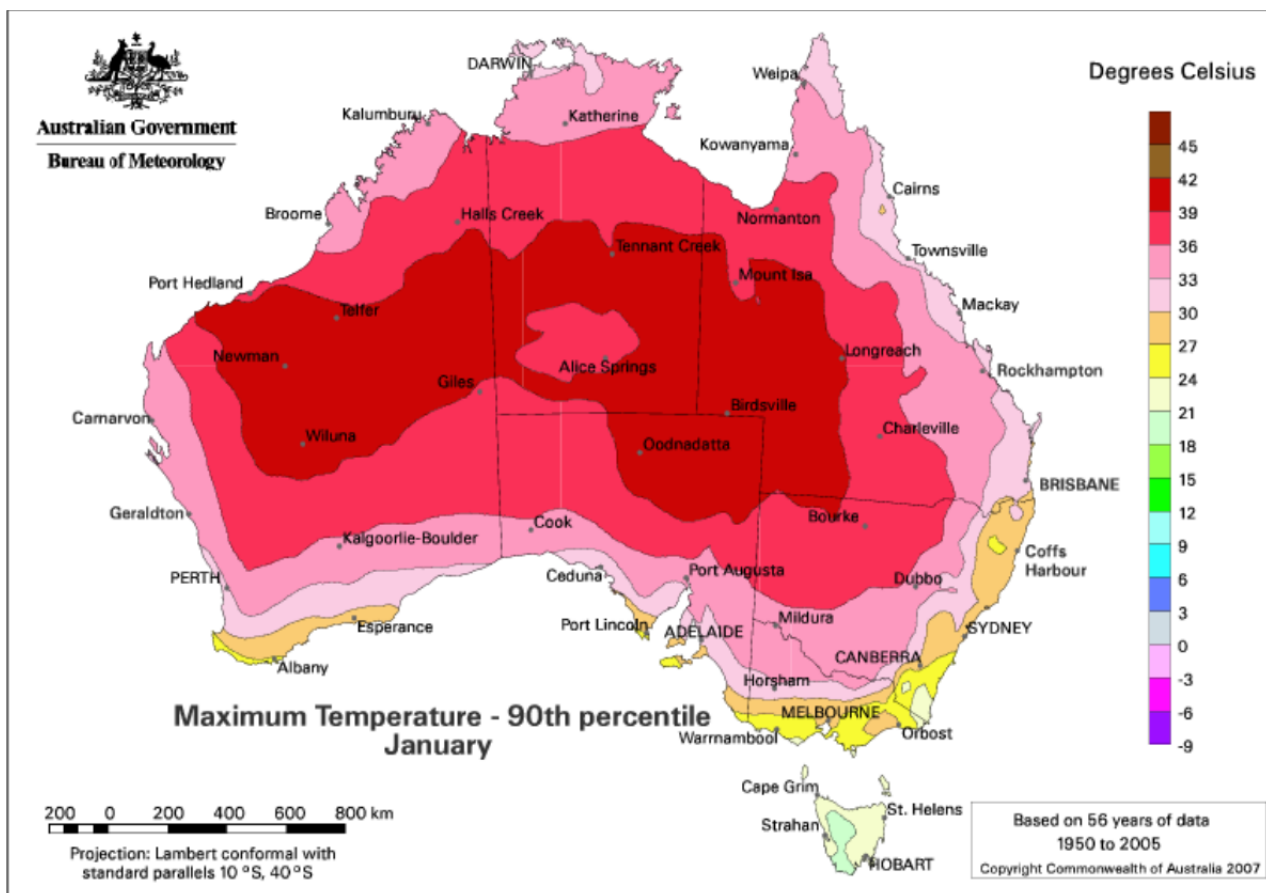 Australian Government
Bureau of Meteorology
Degrees Celsius
45
42
39
36
33
30
27
24
21
18
15
12
9
6
3
0
-3
-6
-9
DARWIN
Weipa
Kalumburu
Katherine
Kowanyama
Cairns
Broome
Halls Creek
Normanton
Tennant Creek
Townsville
Port Hedland
Mount Isa
Telfer
Mackay
Newman
Alice Springs
Longreach
Rockhampton
Giles
Carnarvon
Birdsville
Wiluna
Charleville
Oodnadatta
BRISBANE
Geraldton
Cook
Bourke
Kalgoorlie-Boulder
Coffs
Harbour
PERTH
Ceduna
Port Augusta
Dubbo
Esperance
Port Lincoln
ADELAIDE
Mildura
SYDNEY
Albany
CANBERRA
Horsham
Maximum Temperature - 90th percentile
January
MELBOURNE
Warrnambool
Orbost
Cape Grim
St. Helens
Strahan
HOBART
200 0 200 400 600 800 km
Projection: Lambert conformal with
standard parallels 10 °S, 40 °S
Based on 56 years of data
1950 to 2005
Copyright Commonwealth of Australia 2007